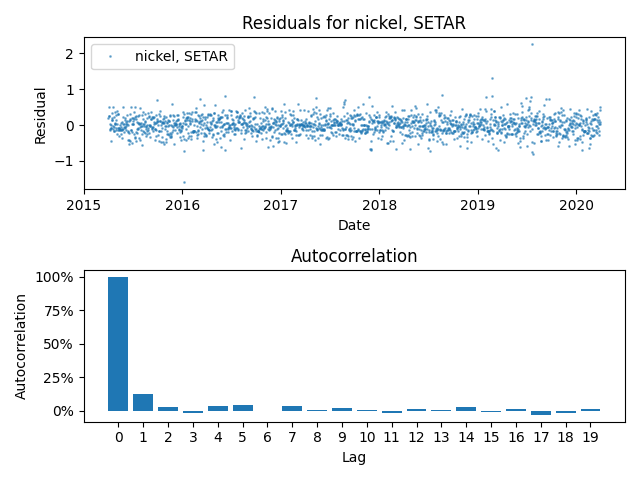 Residuals for nickel, SETAR
nickel, SETAR
Residual
2
1
0
−1
2015 2016 2017 2018 2019 2020
Date
Autocorrelation
Autocorrelation
100%
75%
50%
25%
0%
0 1 2 3 4 5 6 7 8 9 10 11 12 13 14 15 16 17 18 19
Lag